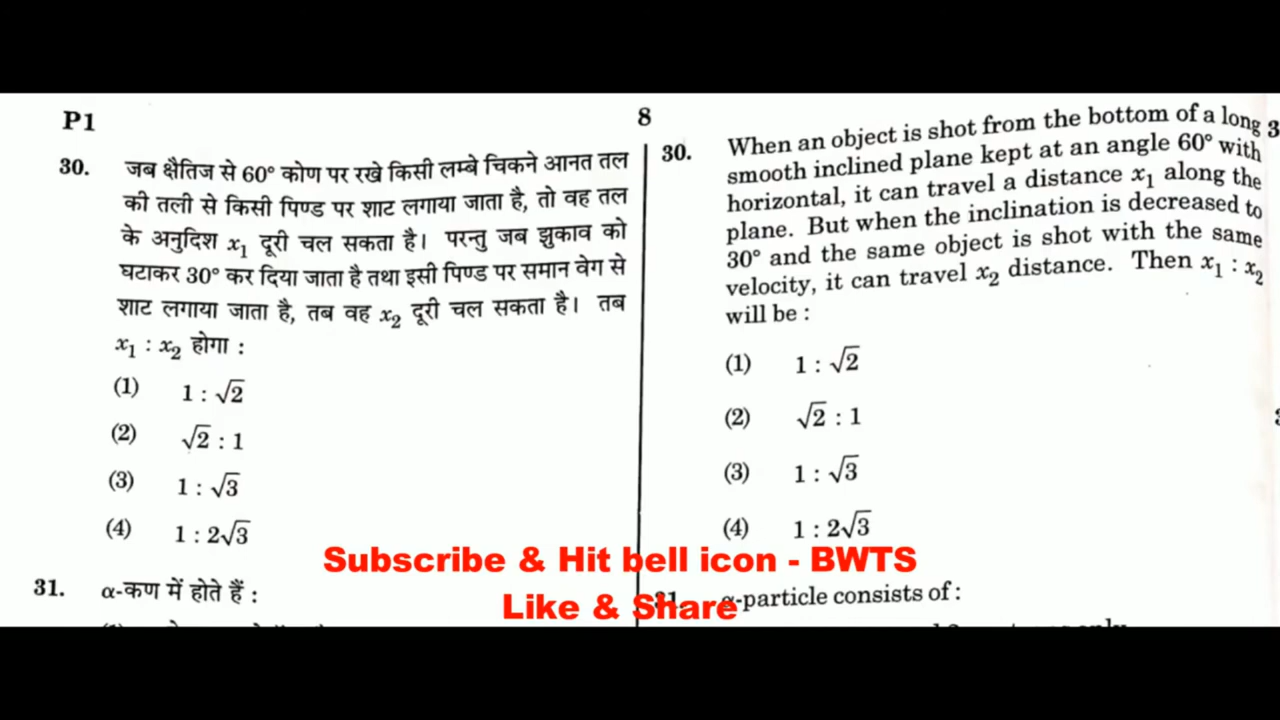 P1
8
30. जब क्षैतिज से 60° कोण पर रखे किसी लम्बे चिकने आनत तल
की तली से किसी पिण्ड पर शाट लगाया जाता है, तो वह तल
के अनुदिश x₁ दूरी चल सकता है। परन्तु जब झुकाव को
घटाकर 30° कर दिया जाता है तथा इसी पिण्ड पर समान वेग से
शाट लगाया जाता है, तब वह x₂ दूरी चल सकता है। तब
x₁ : x₂ होगा :
(1) 1 : √2
(2) √2 : 1
(3) 1 : √3
(4) 1 : 2√3
31. α-कण में होते हैं :
30. When an object is shot from the bottom of a long
smooth inclined plane kept at an angle 60° with
horizontal, it can travel a distance x₁ along the
plane. But when the inclination is decreased to
30° and the same object is shot with the same
velocity, it can travel x₂ distance. Then x₁ : x₂
will be :
(1) 1 : √2
(2) √2 : 1
(3) 1 : √3
(4) 1 : 2√3
31. α-particle consists of :
3
Subscribe & Hit bell icon - BWTS
Like & Share